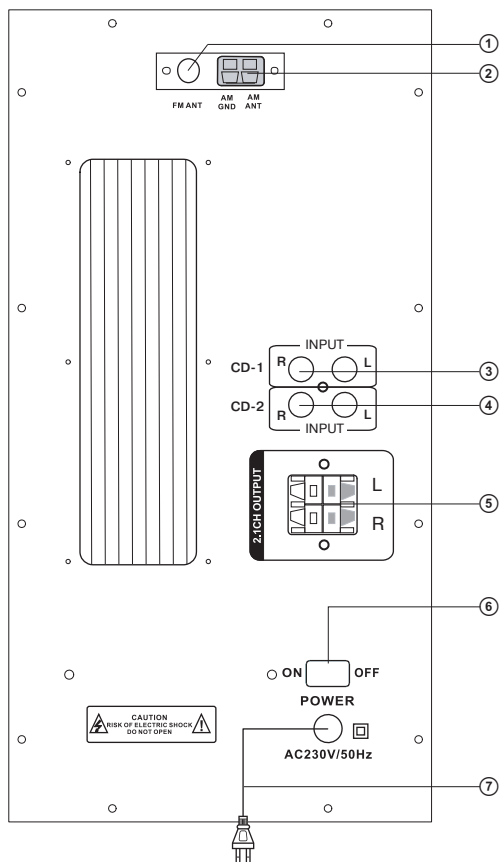 1
2
FM ANT
AM GND
AM ANT
INPUT
CD-1 R L
3
CD-2 R L
4
INPUT
2.1CH OUTPUT
L
5
R
6
ON OFF
POWER
CAUTION
RISK OF ELECTRIC SHOCK
DO NOT OPEN
AC230V/50Hz
7